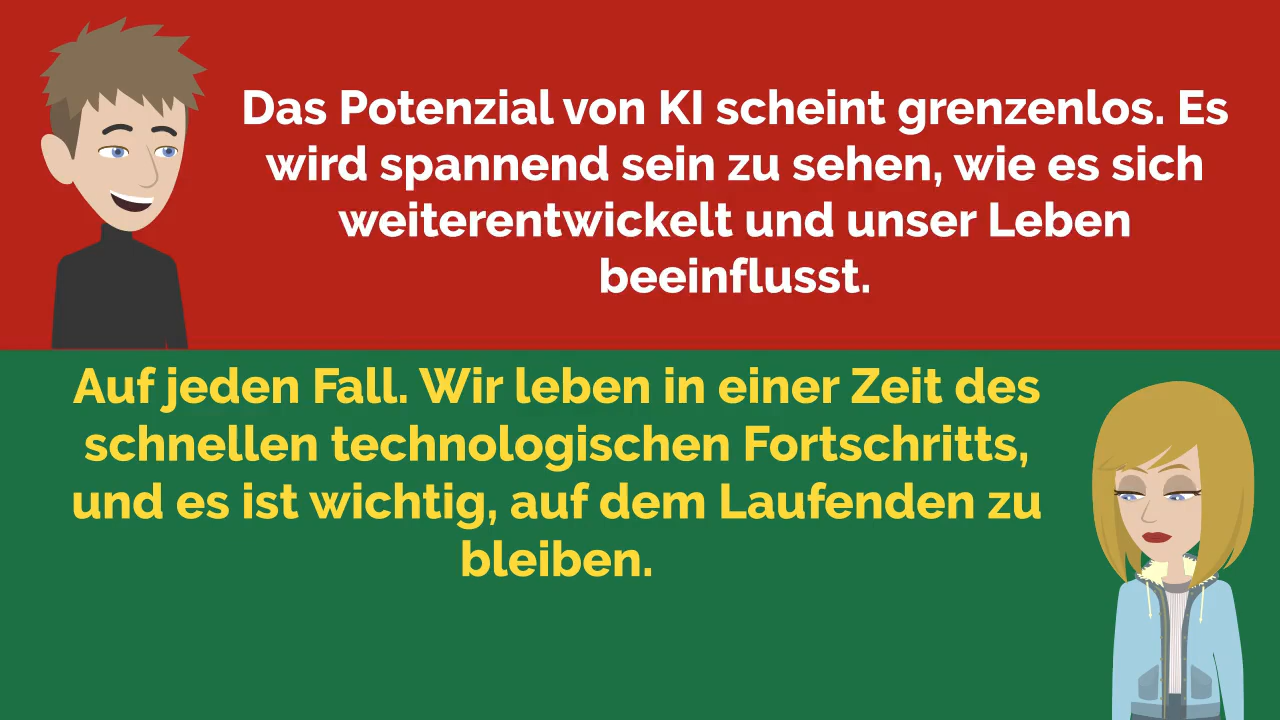 Das Potenzial von KI scheint grenzenlos. Es
wird spannend sein zu sehen, wie es sich
weiterentwickelt und unser Leben
beeinflusst.
Auf jeden Fall. Wir leben in einer Zeit des
schnellen technologischen Fortschritts,
und es ist wichtig, auf dem Laufenden zu
bleiben.